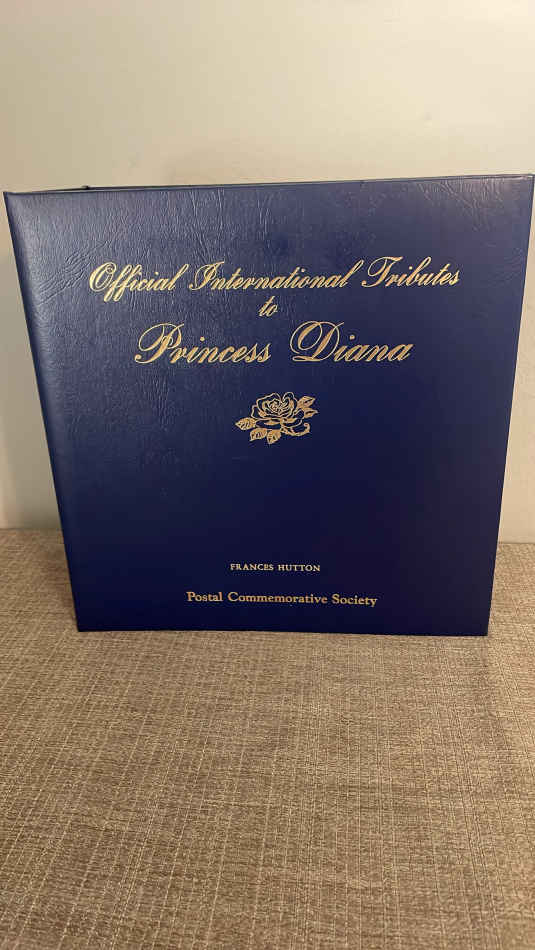 Official International Tributes
to
Princess Diana
FRANCES HUTTON
Postal Commemorative Society